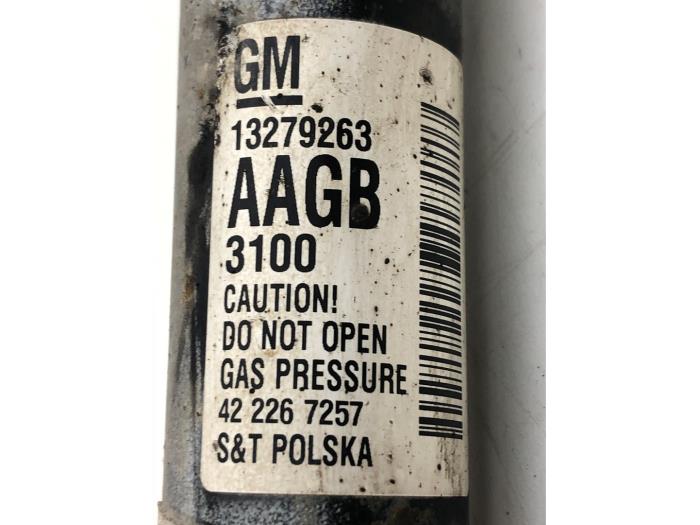 GM
13279263
AAGB
3100
CAUTION!
DO NOT OPEN
GAS PRESSURE
42 226 7257
S&T POLSKA